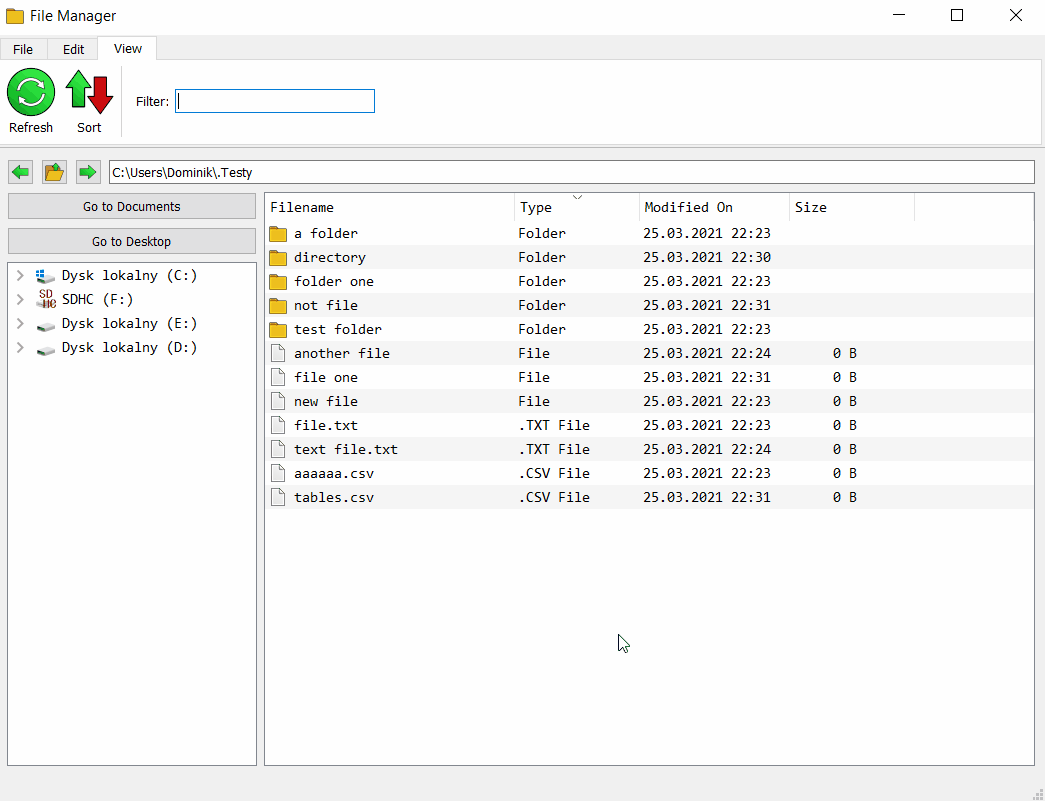 File Manager
File Edit View
Refresh Sort Filter:
C:\Users\Dominik\.Testy
Go to Documents
Go to Desktop
Dysk lokalny (C:)
SDHC (F:)
Dysk lokalny (E:)
Dysk lokalny (D:)
Filename Type Modified On Size
a folder Folder 25.03.2021 22:23
directory Folder 25.03.2021 22:30
folder one Folder 25.03.2021 22:23
not file Folder 25.03.2021 22:31
test folder Folder 25.03.2021 22:23
another file File 25.03.2021 22:24 0 B
file one File 25.03.2021 22:31 0 B
new file File 25.03.2021 22:23 0 B
file.txt .TXT File 25.03.2021 22:23 0 B
text file.txt .TXT File 25.03.2021 22:24 0 B
aaaaaa.csv .CSV File 25.03.2021 22:23 0 B
tables.csv .CSV File 25.03.2021 22:31 0 B